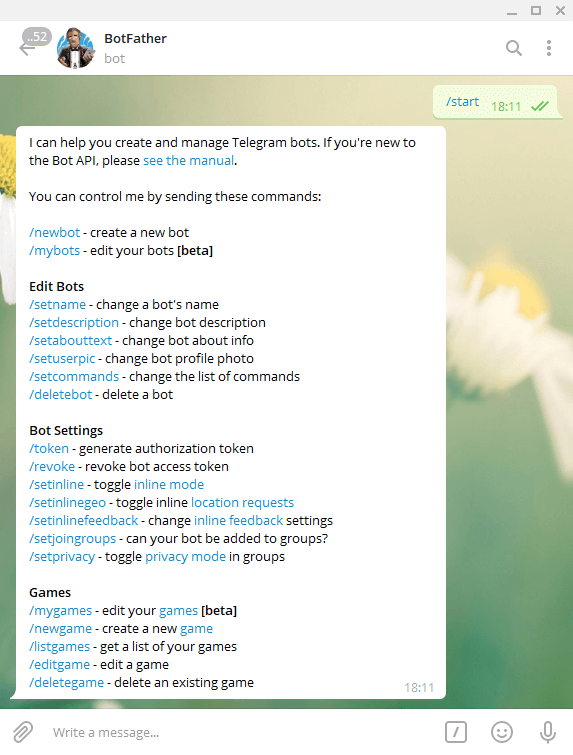 ..52
BotFather
bot
/start 18:11
I can help you create and manage Telegram bots. If you're new to
the Bot API, please see the manual.
You can control me by sending these commands:
/newbot - create a new bot
/mybots - edit your bots [beta]
Edit Bots
/setname - change a bot's name
/setdescription - change bot description
/setabouttext - change bot about info
/setuserpic - change bot profile photo
/setcommands - change the list of commands
/deletebot - delete a bot
Bot Settings
/token - generate authorization token
/revoke - revoke bot access token
/setinline - toggle inline mode
/setinlinegeo - toggle inline location requests
/setinlinefeedback - change inline feedback settings
/setjoingroups - can your bot be added to groups?
/setprivacy - toggle privacy mode in groups
Games
/mygames - edit your games [beta]
/newgame - create a new game
/listgames - get a list of your games
/editgame - edit a game
/deletegame - delete an existing game
18:11
Write a message...
/